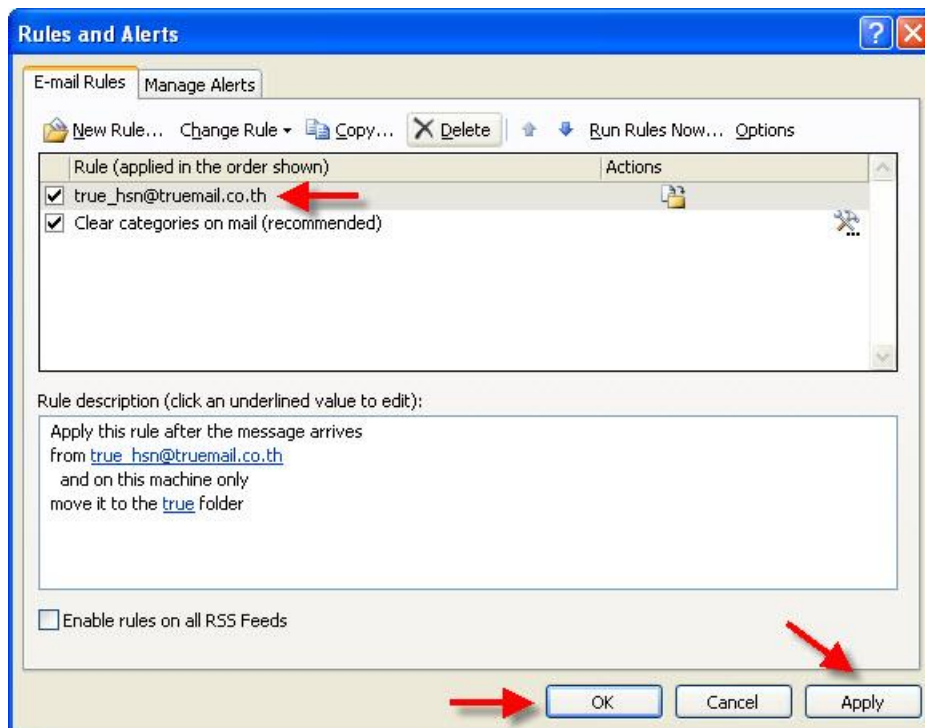 Rules and Alerts
E-mail Rules Manage Alerts
New Rule... Change Rule Copy... Delete Run Rules Now... Options
Rule (applied in the order shown) Actions
true_hsn@truemail.co.th
Clear categories on mail (recommended)
Rule description (click an underlined value to edit):
Apply this rule after the message arrives
from true_hsn@truemail.co.th
and on this machine only
move it to the true folder
Enable rules on all RSS Feeds
OK Cancel Apply